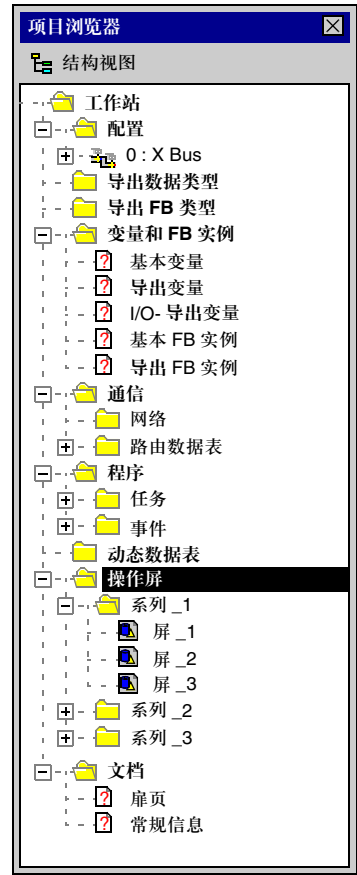 项目浏览器
结构视图
工作站
配置
0 : X Bus
导出数据类型
导出 FB 类型
变量和 FB 实例
基本变量
导出变量
I/O- 导出变量
基本 FB 实例
导出 FB 实例
通信
网络
路由数据表
程序
任务
事件
动态数据表
操作屏
系列 _1
屏 _1
屏 _2
屏 _3
系列 _2
系列 _3
文档
扉页
常规信息